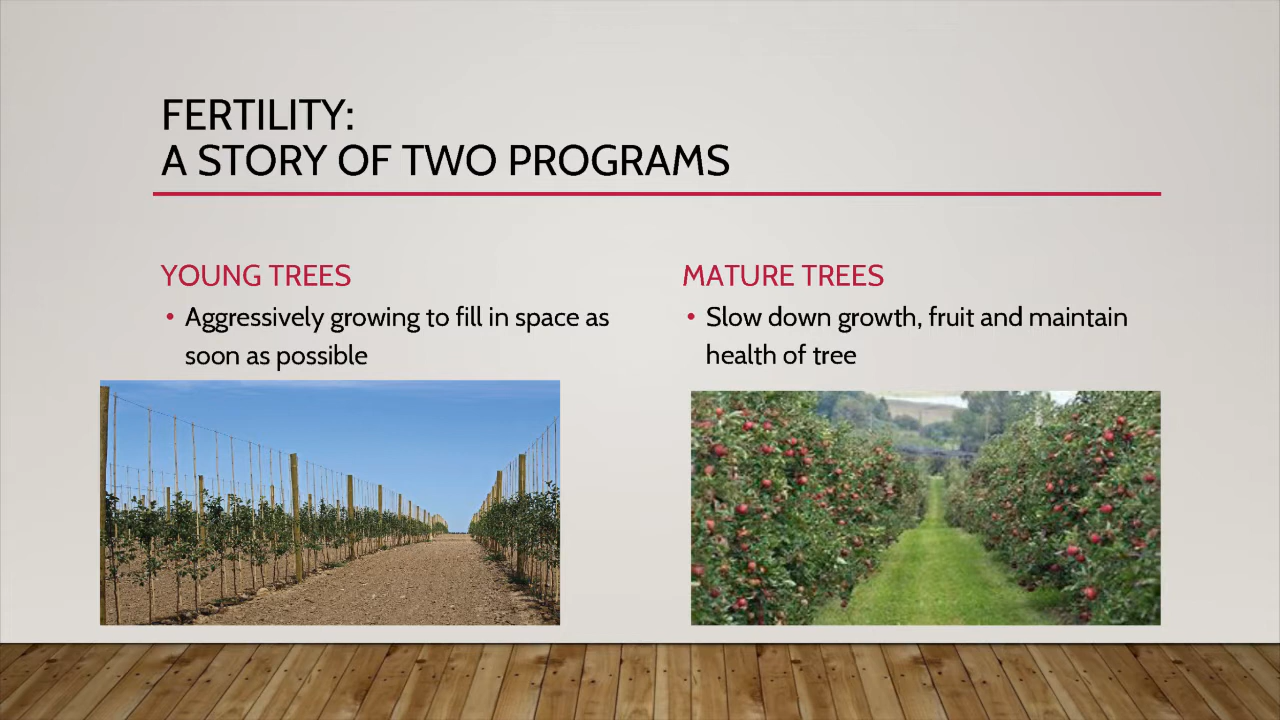 FERTILITY:
A STORY OF TWO PROGRAMS
YOUNG TREES
• Aggressively growing to fill in space as
soon as possible
MATURE TREES
• Slow down growth, fruit and maintain
health of tree